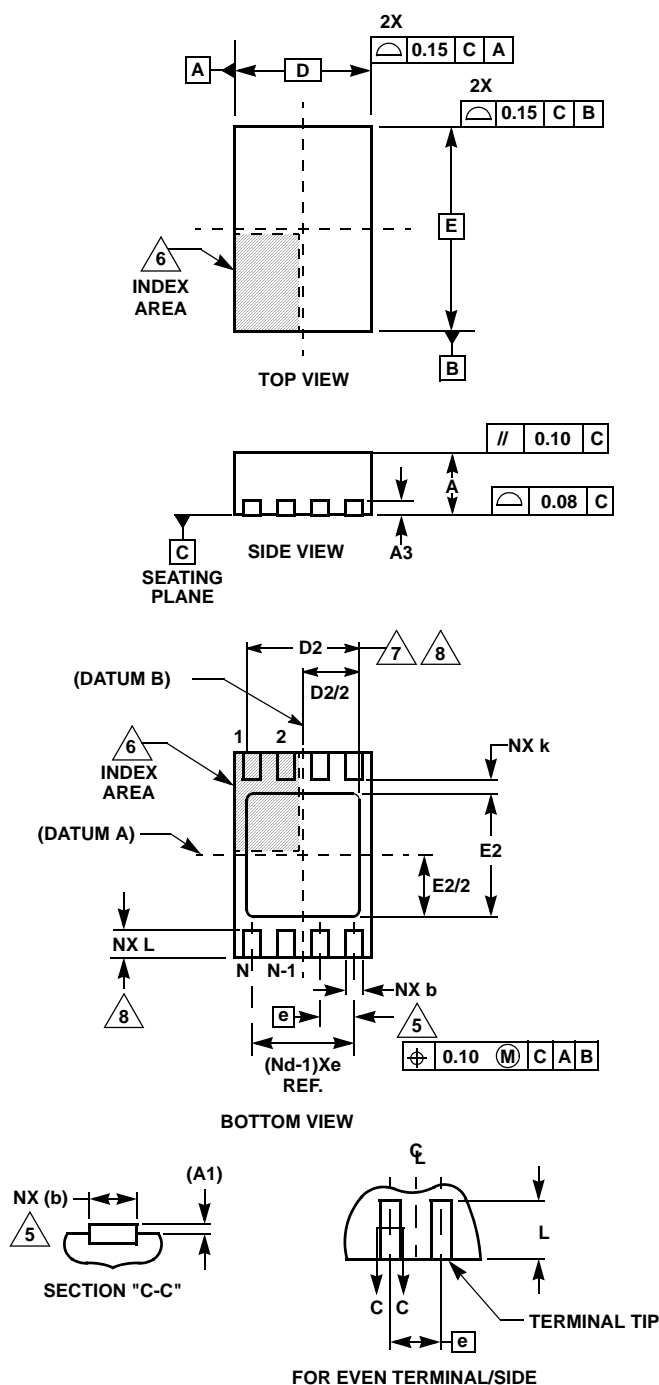 2X
0.15 C A
A
D
2X
0.15 C B
E
6
INDEX
AREA
B
TOP VIEW
// 0.10 C
A
0.08 C
C
SIDE VIEW
A3
SEATING
PLANE
D2
7 8
(DATUM B)
D2/2
1 2
6
NX k
INDEX
AREA
(DATUM A)
E2
E2/2
NX L
N N-1
NX b
8
e
5
0.10 M C A B
(Nd-1)Xe
REF.
BOTTOM VIEW
(A1)
NX (b)
5
SECTION "C-C"
CL
L
C C
TERMINAL TIP
e
FOR EVEN TERMINAL/SIDE